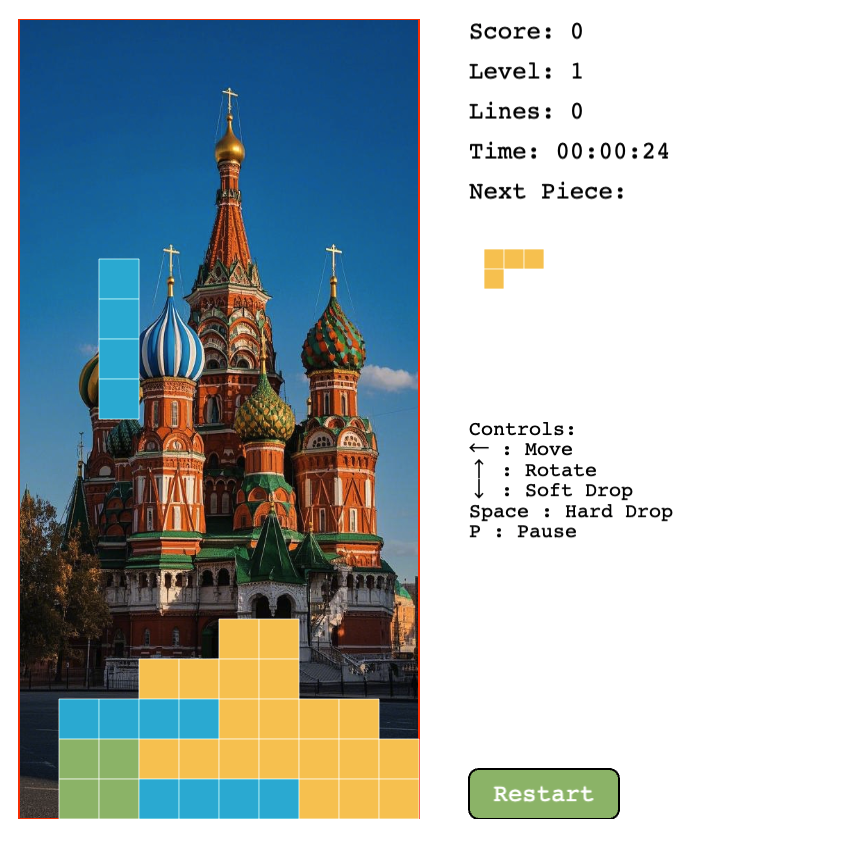 Score: 0
Level: 1
Lines: 0
Time: 00:00:24
Next Piece:
Controls:
← : Move
↑ : Rotate
↓ : Soft Drop
Space : Hard Drop
P : Pause
Restart